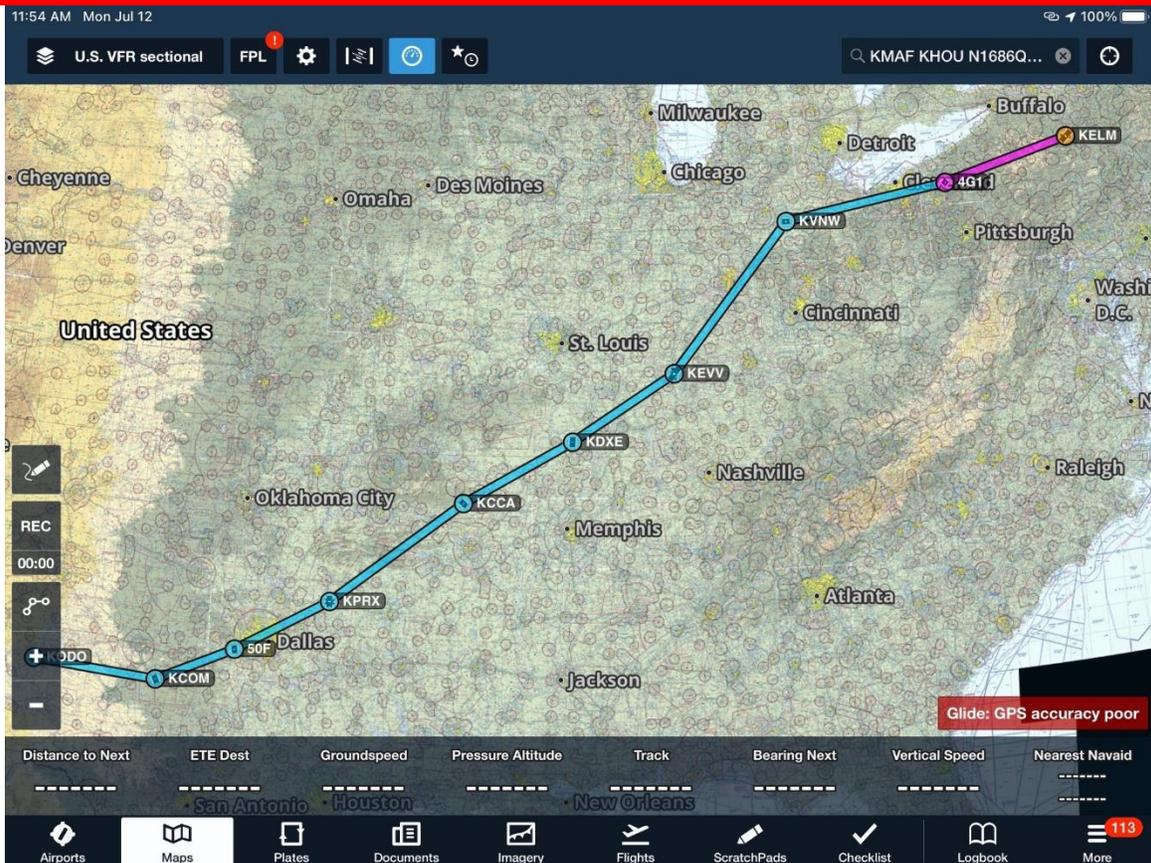 11:54 AM Mon Jul 12
100%
U.S. VFR sectional
FPL
!
KMAF KHOU N1686Q...
Milwaukee
Buffalo
Detroit
KELM
Cheyenne
Chicago
4G1
Des Moines
Omaha
KVNW
Pittsburgh
Denver
Washi
D.C.
Cincinnati
United States
St. Louis
KEVV
N
KDXE
Raleigh
Nashville
Oklahoma City
KCCA
REC
Memphis
00:00
Atlanta
KPRX
Dallas
50F
KODO
KCOM
Jackson
Glide: GPS accuracy poor
Distance to Next
ETE Dest
Groundspeed
Pressure Altitude
Track
Bearing Next
Vertical Speed
Nearest Navaid
-------
-------
-------
-------
-------
-------
-------
-------
-------
San Antonio
Houston
New Orleans
Airports
Maps
Plates
Documents
Imagery
Flights
ScratchPads
Checklist
Logbook
More
113